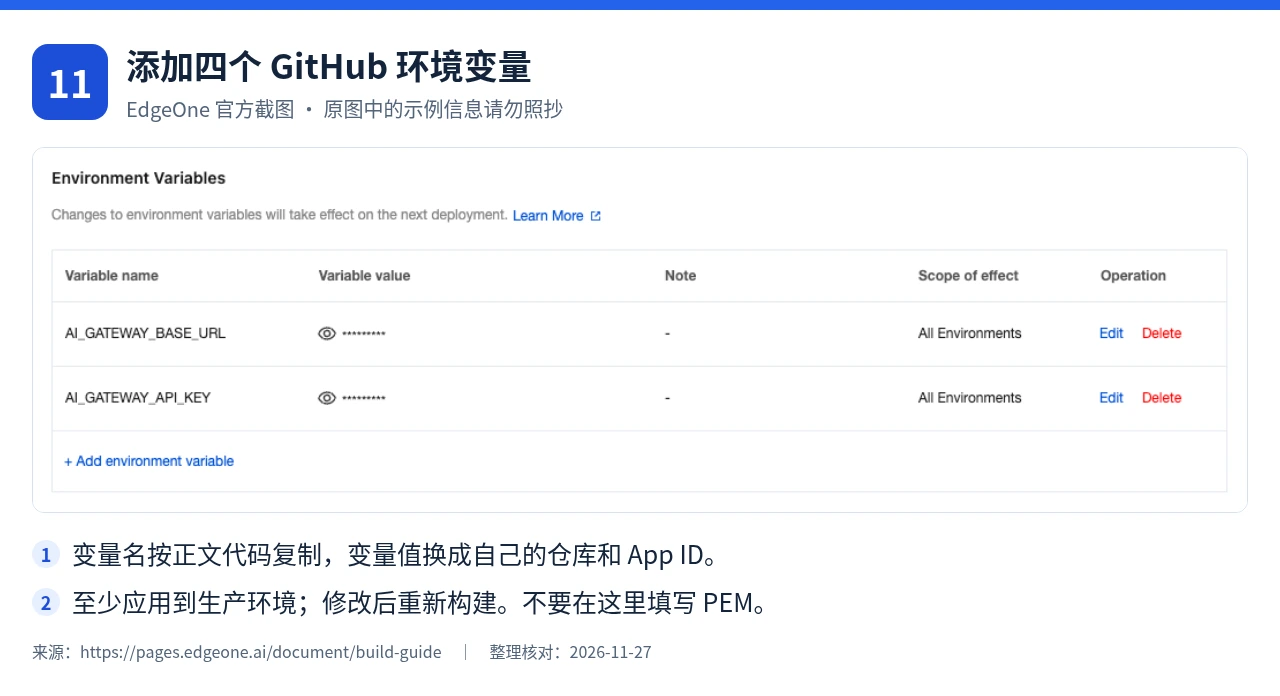 11
添加四个 GitHub 环境变量
EdgeOne 官方截图 · 原图中的示例信息请勿照抄
Environment Variables
Changes to environment variables will take effect on the next deployment. Learn More
Variable name Variable value Note Scope of effect Operation
AI_GATEWAY_BASE_URL ********* - All Environments Edit Delete
AI_GATEWAY_API_KEY ********* - All Environments Edit Delete
+ Add environment variable
1 变量名按正文代码复制，变量值换成自己的仓库和 App ID。
2 至少应用到生产环境；修改后重新构建。不要在这里填写 PEM。
来源：https://pages.edgeone.ai/document/build-guide ｜ 整理核对：2026-11-27